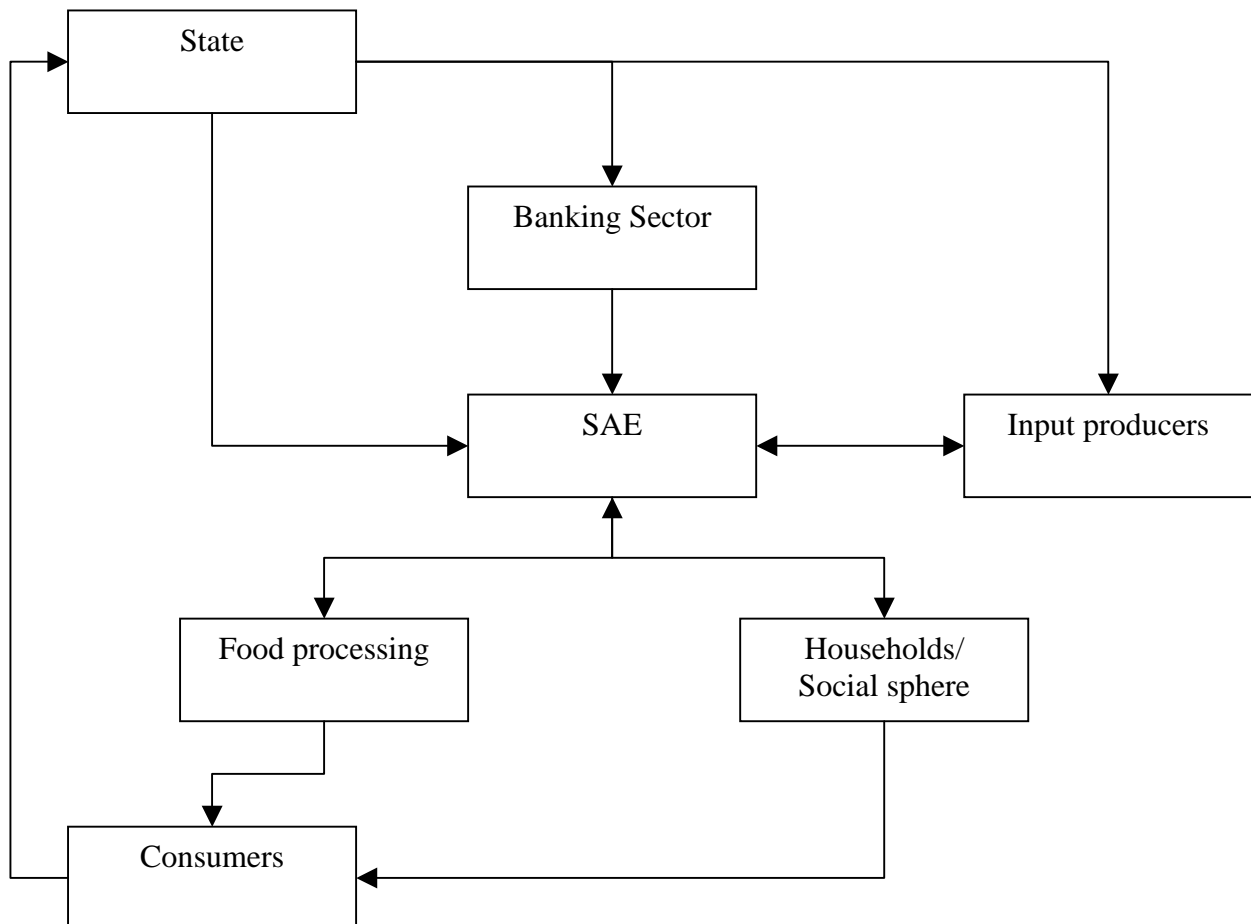 State
Banking Sector
SAE
Input producers
Food processing
Households/
Social sphere
Consumers